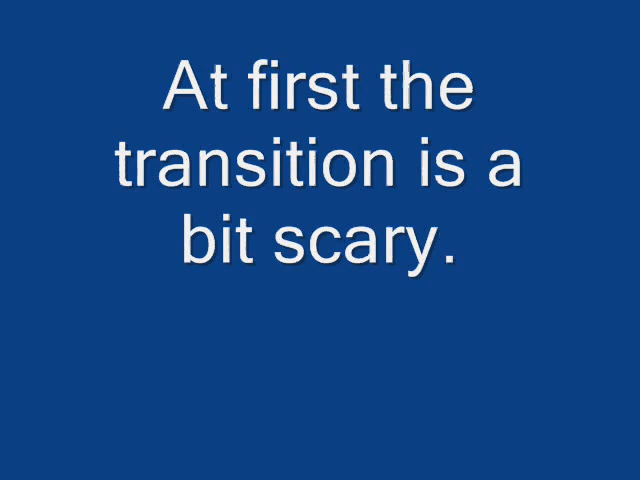 At first the
transition is a
bit scary.